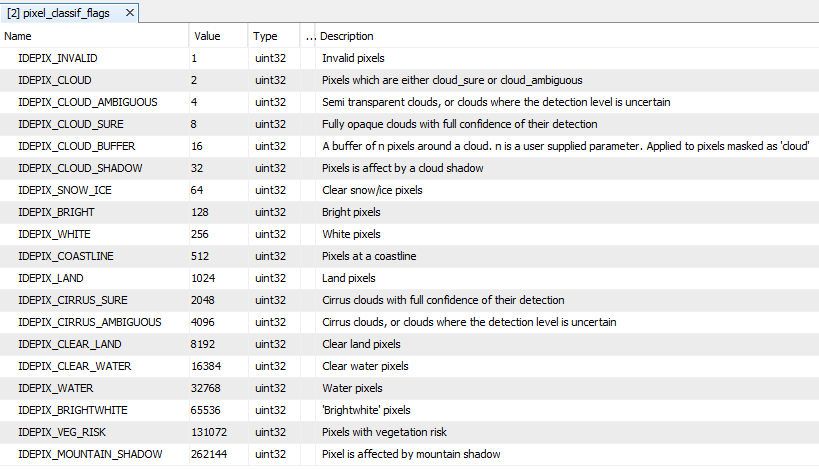 [2] pixel_classif_flags
Name Value Type ... Description
IDEPIX_INVALID 1 uint32 Invalid pixels
IDEPIX_CLOUD 2 uint32 Pixels which are either cloud_sure or cloud_ambiguous
IDEPIX_CLOUD_AMBIGUOUS 4 uint32 Semi transparent clouds, or clouds where the detection level is uncertain
IDEPIX_CLOUD_SURE 8 uint32 Fully opaque clouds with full confidence of their detection
IDEPIX_CLOUD_BUFFER 16 uint32 A buffer of n pixels around a cloud. n is a user supplied parameter. Applied to pixels masked as 'cloud'
IDEPIX_CLOUD_SHADOW 32 uint32 Pixels is affect by a cloud shadow
IDEPIX_SNOW_ICE 64 uint32 Clear snow/ice pixels
IDEPIX_BRIGHT 128 uint32 Bright pixels
IDEPIX_WHITE 256 uint32 White pixels
IDEPIX_COASTLINE 512 uint32 Pixels at a coastline
IDEPIX_LAND 1024 uint32 Land pixels
IDEPIX_CIRRUS_SURE 2048 uint32 Cirrus clouds with full confidence of their detection
IDEPIX_CIRRUS_AMBIGUOUS 4096 uint32 Cirrus clouds, or clouds where the detection level is uncertain
IDEPIX_CLEAR_LAND 8192 uint32 Clear land pixels
IDEPIX_CLEAR_WATER 16384 uint32 Clear water pixels
IDEPIX_WATER 32768 uint32 Water pixels
IDEPIX_BRIGHTWHITE 65536 uint32 'Brightwhite' pixels
IDEPIX_VEG_RISK 131072 uint32 Pixels with vegetation risk
IDEPIX_MOUNTAIN_SHADOW 262144 uint32 Pixel is affected by mountain shadow